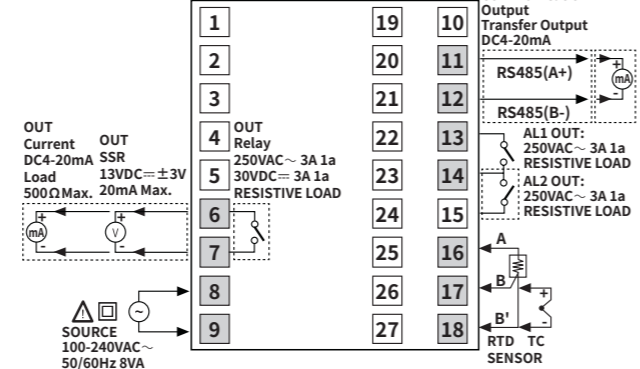 Output
Transfer Output
DC4-20mA
1 19 10
2 20 11
RS485(A+)
mA
+
-
3 21 12
RS485(B-)
OUT
Current
DC4-20mA
Load
500ΩMax.
OUT
SSR
13VDC⎓±3V
20mA Max.
4 22 13
OUT
Relay
250VAC～ 3A 1a
30VDC⎓ 3A 1a
RESISTIVE LOAD
AL1 OUT:
250VAC～ 3A 1a
RESISTIVE LOAD
5 23 14
AL2 OUT:
250VAC～ 3A 1a
RESISTIVE LOAD
6 24 15
+
mA
-
+
V
-
7 25 16
A
8 26 17
B
+
-
9 27 18
B'
RTD TC
SENSOR
SOURCE
100-240VAC～
50/60Hz 8VA